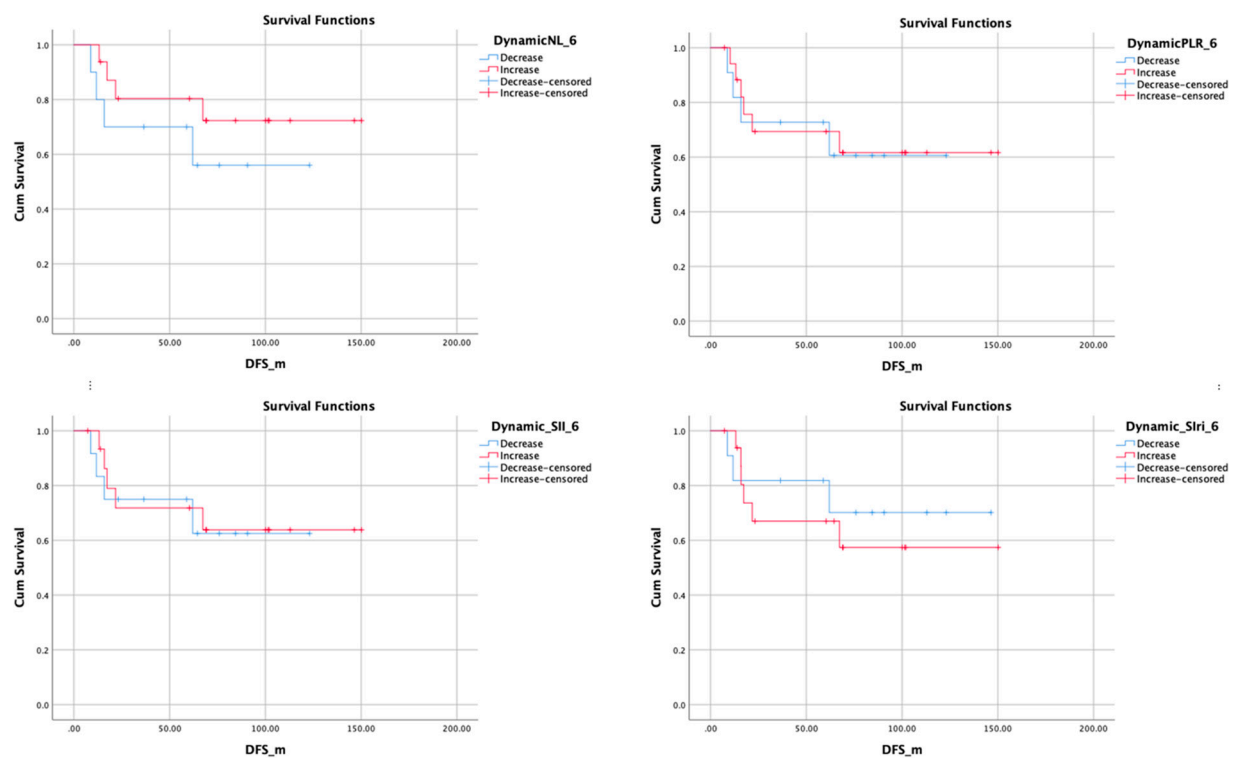 Survival Functions
DynamicNL_6
Decrease
Increase
Decrease-censored
Increase-censored
Cum Survival
1.0
0.8
0.6
0.4
0.2
0.0
.00 50.00 100.00 150.00 200.00
DFS_m
Survival Functions
DynamicPLR_6
Decrease
Increase
Decrease-censored
Increase-censored
Cum Survival
1.0
0.8
0.6
0.4
0.2
0.0
.00 50.00 100.00 150.00 200.00
DFS_m
Survival Functions
Dynamic_SII_6
Decrease
Increase
Decrease-censored
Increase-censored
Cum Survival
1.0
0.8
0.6
0.4
0.2
0.0
.00 50.00 100.00 150.00 200.00
DFS_m
Survival Functions
Dynamic_SIri_6
Decrease
Increase
Decrease-censored
Increase-censored
Cum Survival
1.0
0.8
0.6
0.4
0.2
0.0
.00 50.00 100.00 150.00 200.00
DFS_m